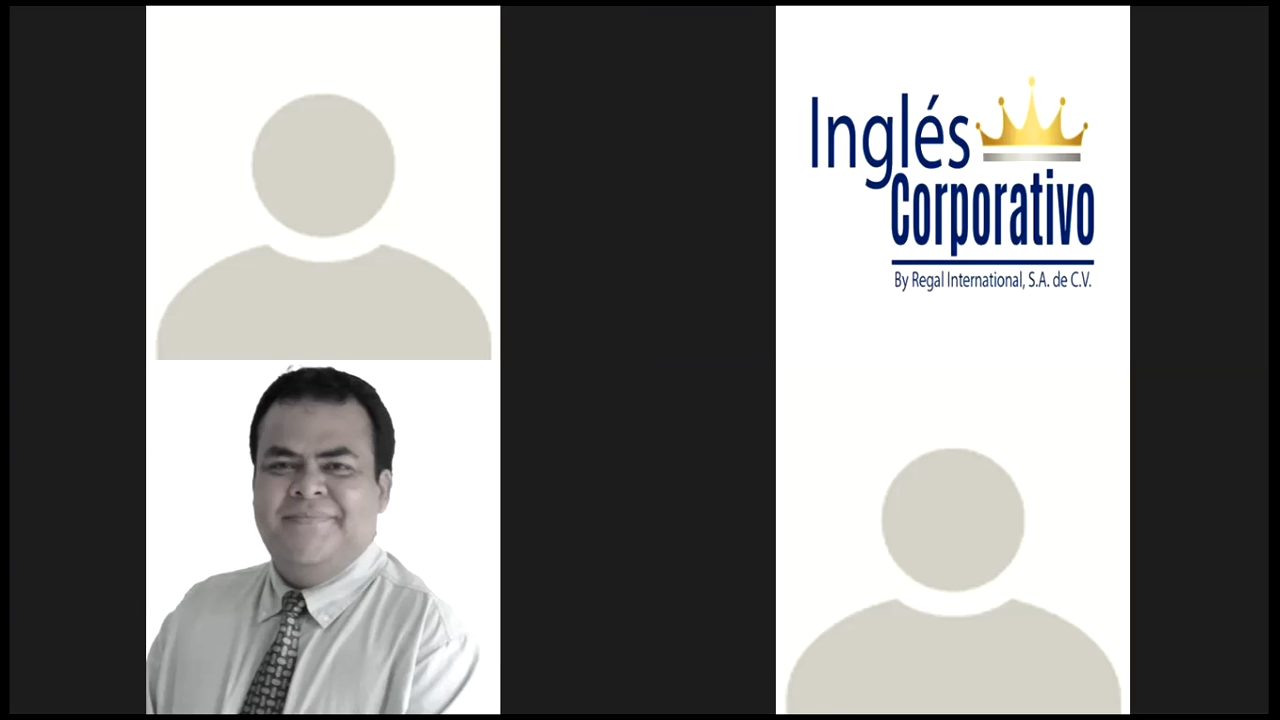 Inglés
Corporativo
By Regal International, S.A. de C.V.